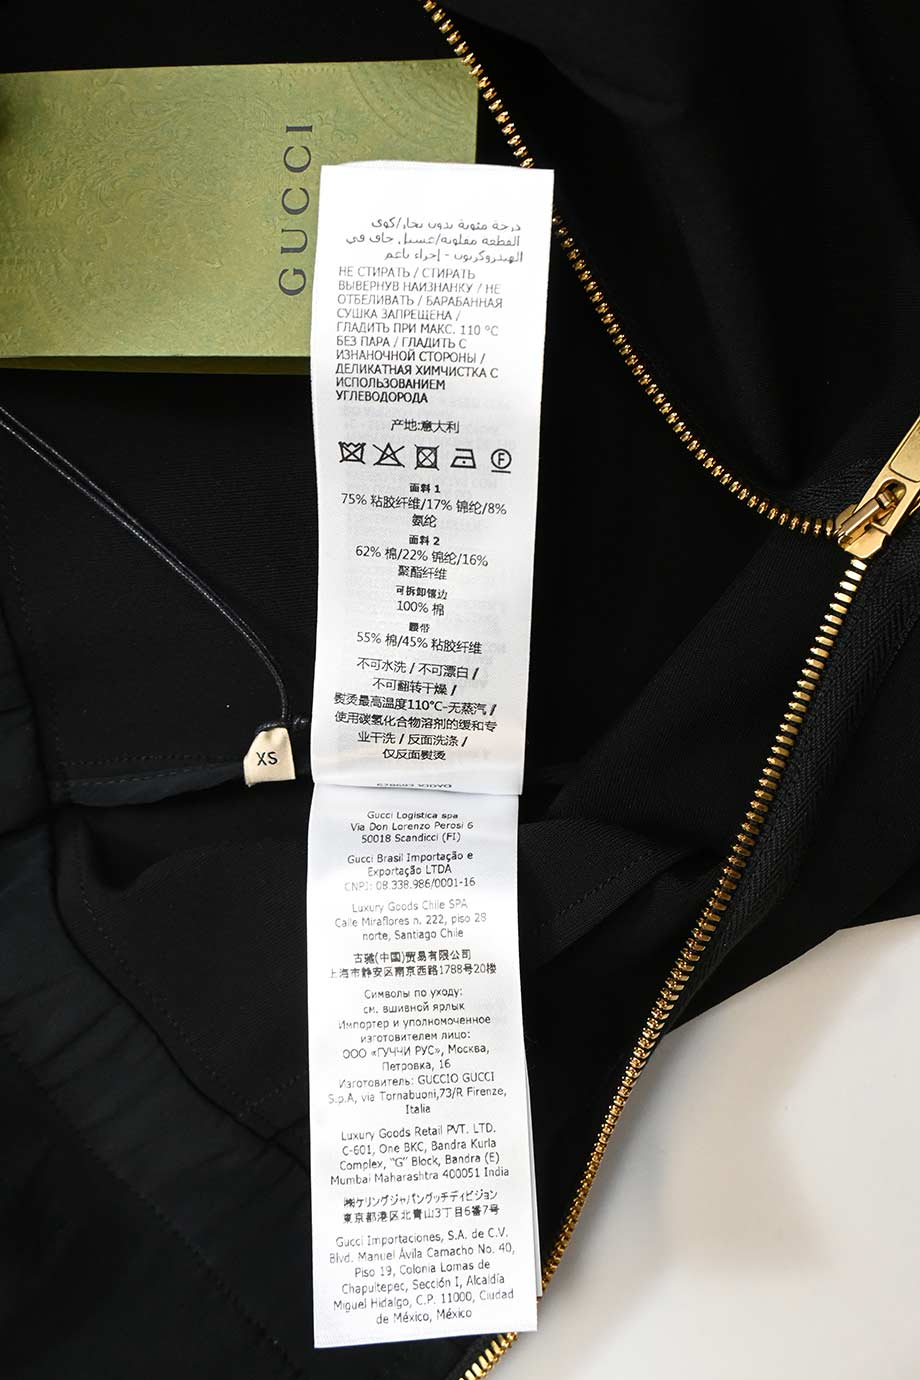 GUCCI
درجة مئوية بدون بخار/كوي
القطعة مقلوبة/غسيل جاف في
الهيدروكربون - إجراء ناعم
НЕ СТИРАТЬ / СТИРАТЬ
ВЫВЕРНУВ НАИЗНАНКУ / НЕ
ОТБЕЛИВАТЬ / БАРАБАННАЯ
СУШКА ЗАПРЕЩЕНА /
ГЛАДИТЬ ПРИ МАКС. 110 °C
БЕЗ ПАРА / ГЛАДИТЬ С
ИЗНАНОЧНОЙ СТОРОНЫ /
ДЕЛИКАТНАЯ ХИМЧИСТКА С
ИСПОЛЬЗОВАНИЕМ
УГЛЕВОДОРОДА
产地:意大利
F
面料 1
75% 粘胶纤维/17% 锦纶/8%
氨纶
面料 2
62% 棉/22% 锦纶/16%
聚酯纤维
可拆卸镶边
100% 棉
腰带
55% 棉/45% 粘胶纤维
不可水洗 / 不可漂白 /
不可翻转干燥 /
熨烫最高温度110°C-无蒸汽 /
使用碳氢化合物溶剂的缓和专
业干洗 / 反面洗涤 /
仅反面熨烫
XS
Gucci Logistica spa
Via Don Lorenzo Perosi 6
50018 Scandicci (FI)
Gucci Brasil Importação e
Exportação LTDA
CNPJ: 08.338.986/0001-16
Luxury Goods Chile SPA
Calle Miraflores n. 222, piso 28
norte, Santiago Chile
古驰(中国)贸易有限公司
上海市静安区南京西路1788号20楼
Символы по уходу:
см. вшивной ярлык
Импортер и уполномоченное
изготовителем лицо:
ООО «ГУЧЧИ РУС», Москва,
Петровка, 16
Изготовитель: GUCCIO GUCCI
S.p.A, via Tornabuoni,73/R Firenze,
Italia
Luxury Goods Retail PVT. LTD.
C-601, One BKC, Bandra Kurla
Complex, "G" Block, Bandra (E)
Mumbai Maharashtra 400051 India
㈱ケリングジャパングッチディビジョン
東京都港区北青山3丁目6番7号
Gucci Importaciones, S.A. de C.V.
Blvd. Manuel Ávila Camacho No. 40,
Piso 19, Colonia Lomas de
Chapultepec, Sección I, Alcaldía
Miguel Hidalgo, C.P. 11000, Ciudad
de México, México